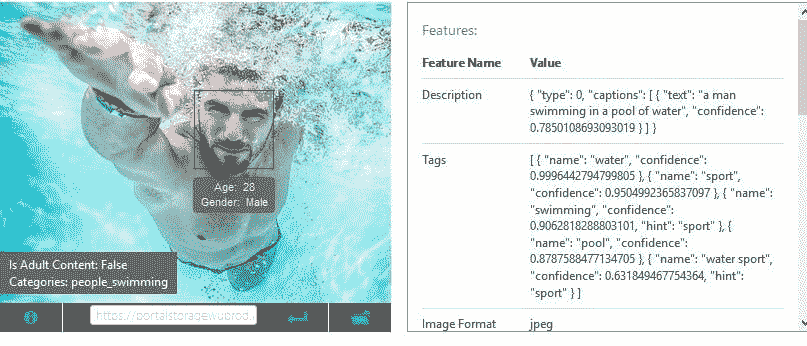 Age: 28
Gender: Male
Is Adult Content: False
Categories: people_swimming
https://portalstoragewuprod.
Features:
Feature Name Value
Description { "type": 0, "captions": [ { "text": "a man
swimming in a pool of water", "confidence":
0.7850108693093019 } ] }
Tags [ { "name": "water", "confidence":
0.9996442794799805 }, { "name": "sport",
"confidence": 0.9504992365837097 }, { "name":
"swimming", "confidence":
0.9062818288803101, "hint": "sport" }, {
"name": "pool", "confidence":
0.8787588477134705 }, { "name": "water sport",
"confidence": 0.631849467754364, "hint":
"sport" } ]
Image Format jpeg